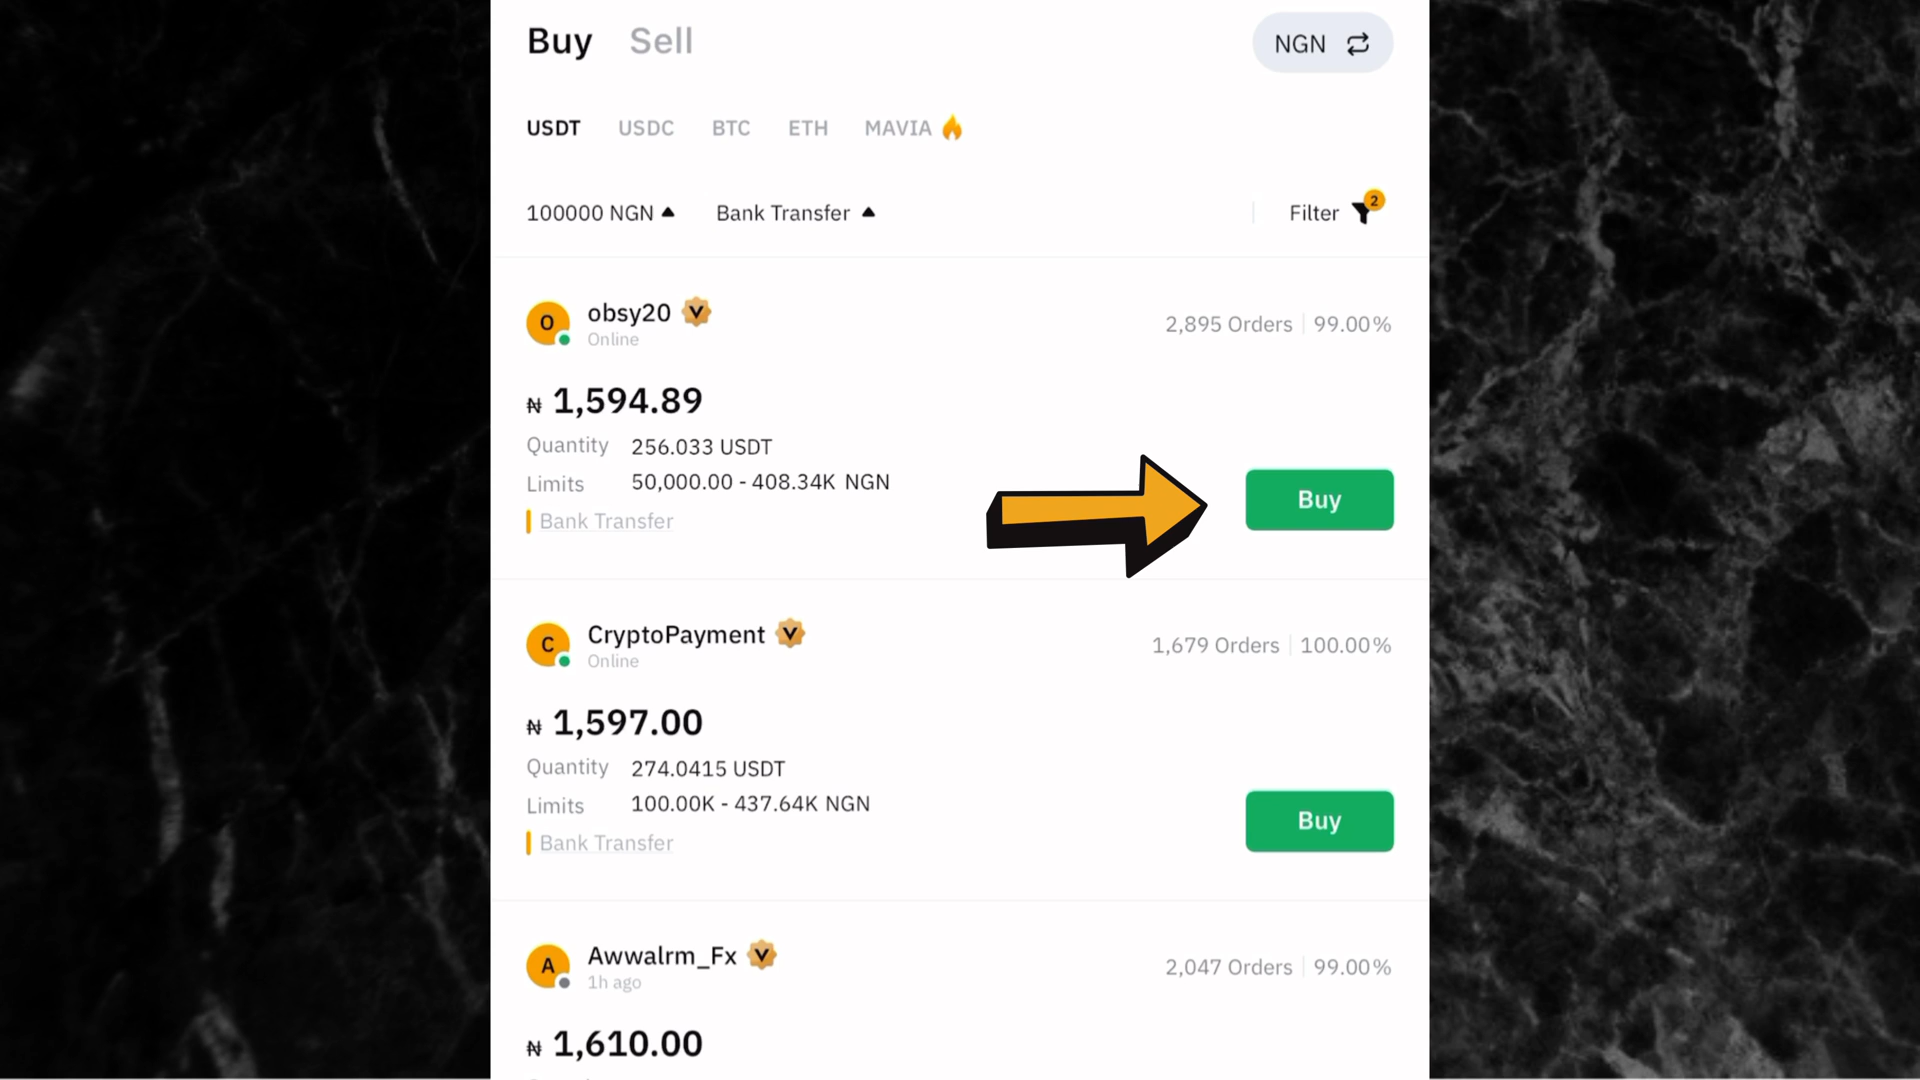 Buy Sell NGN
USDT USDC BTC ETH MAVIA
100000 NGN Bank Transfer Filter 2
O obsy20 V 2,895 Orders 99.00%
Online
₦ 1,594.89
Quantity 256.033 USDT
Limits 50,000.00 - 408.34K NGN
Bank Transfer
Buy
C CryptoPayment V 1,679 Orders 100.00%
Online
₦ 1,597.00
Quantity 274.0415 USDT
Limits 100.00K - 437.64K NGN
Bank Transfer
Buy
A Awwalrm_Fx V 2,047 Orders 99.00%
1h ago
₦ 1,610.00